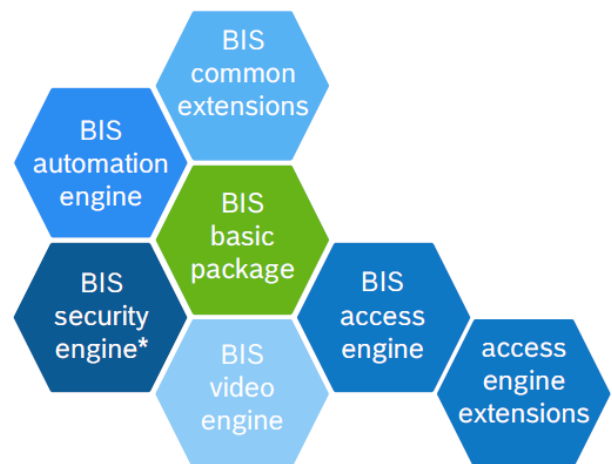 BIS
common
extensions
BIS
automation
engine
BIS
basic
package
BIS
security
engine*
BIS
access
engine
BIS
video
engine
access
engine
extensions